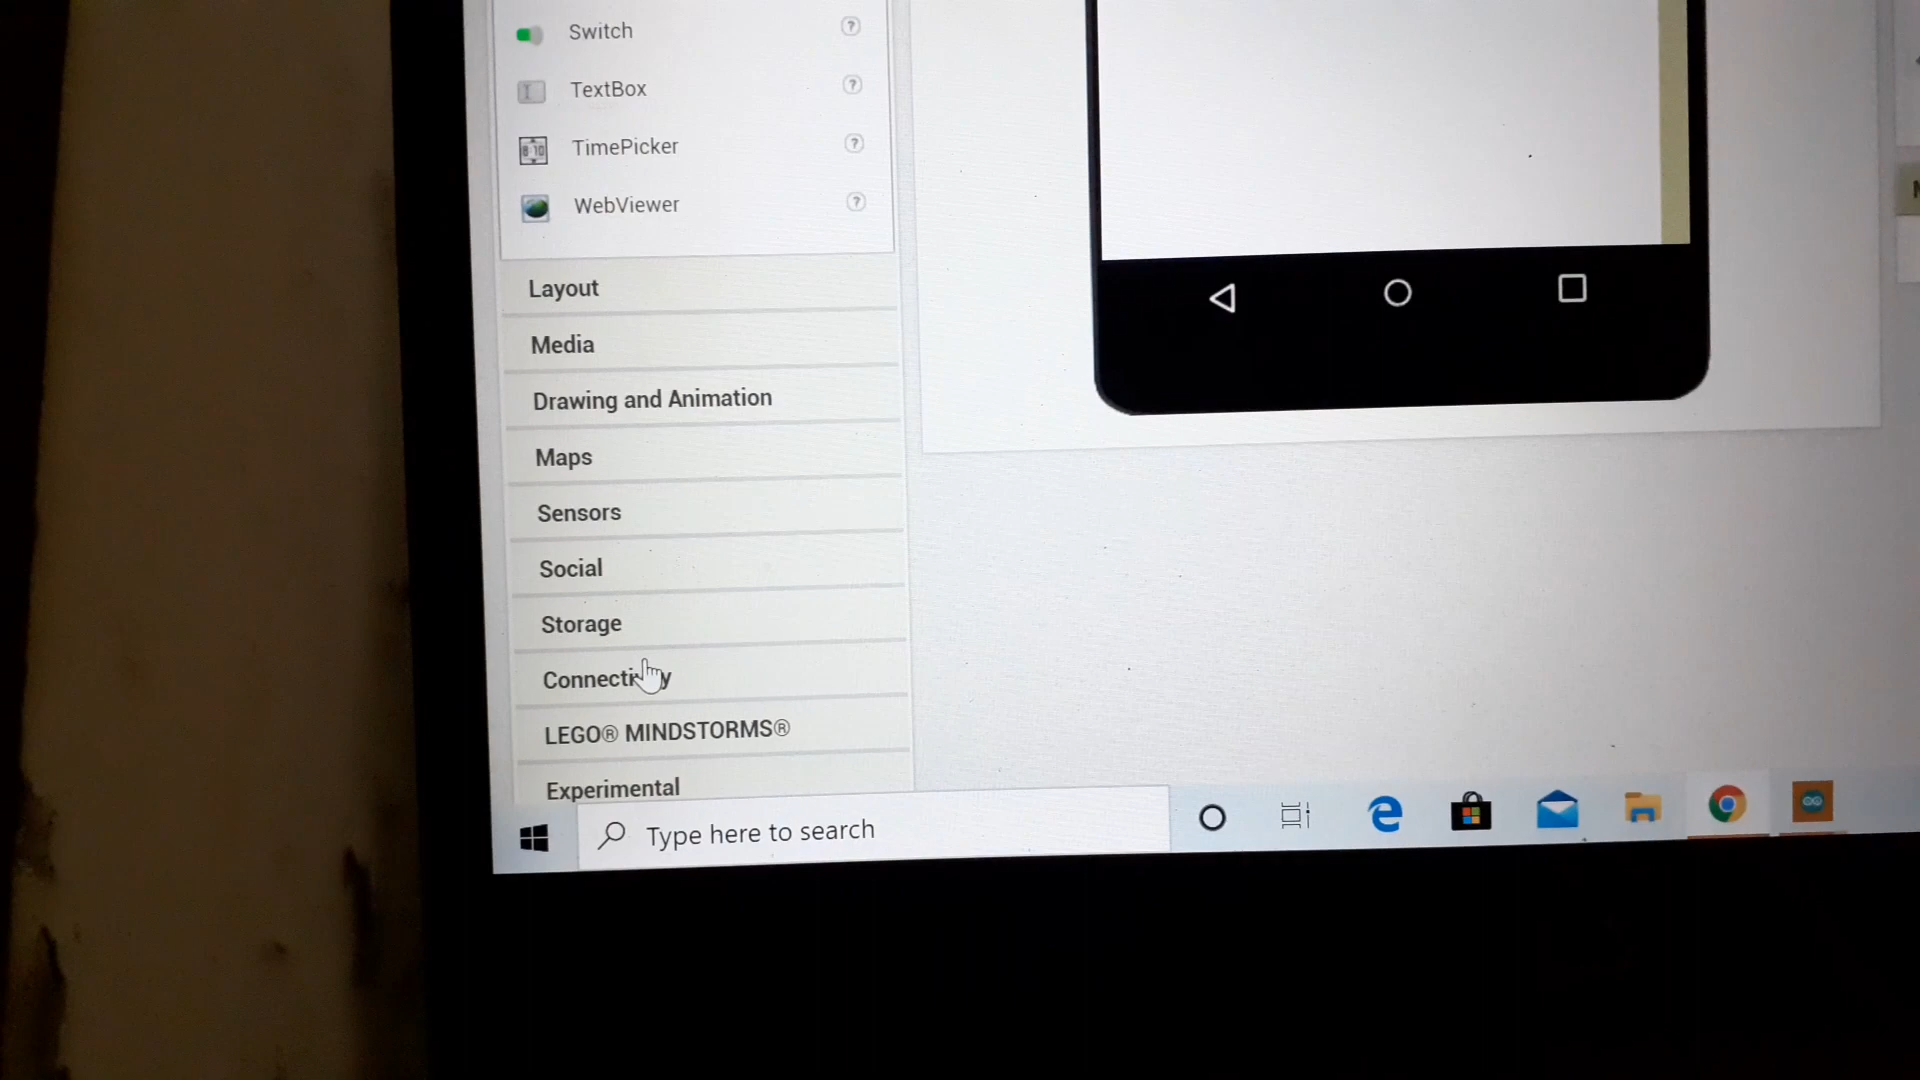 Switch
TextBox
TimePicker
WebViewer
Layout
Media
Drawing and Animation
Maps
Sensors
Social
Storage
Connectivity
LEGO® MINDSTORMS®
Experimental
Type here to search